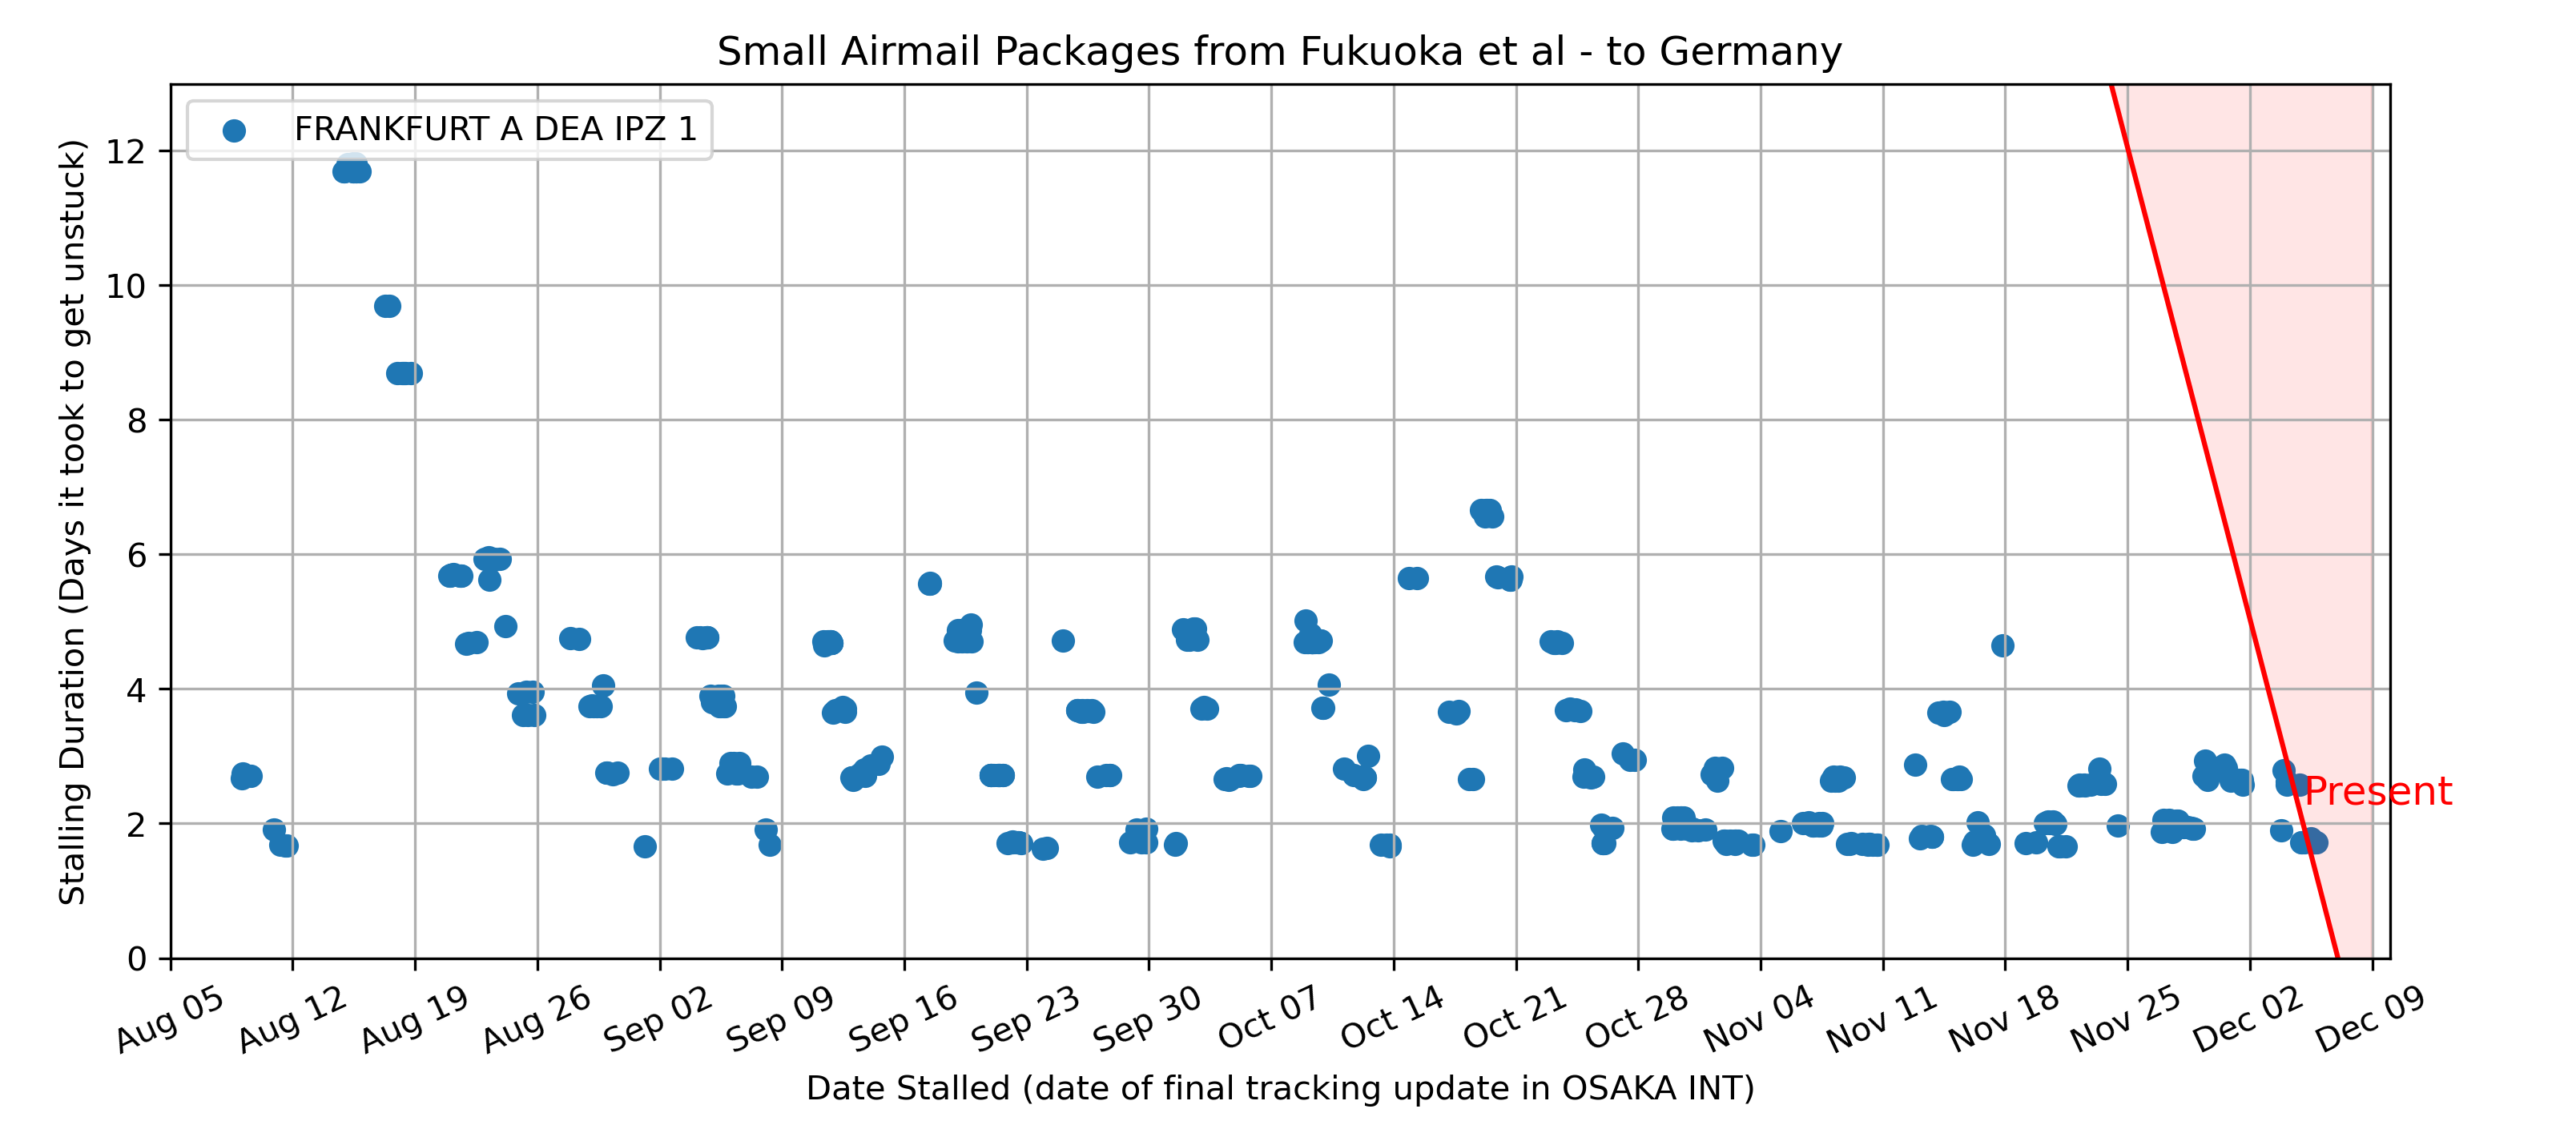 Small Airmail Packages from Fukuoka et al - to Germany
FRANKFURT A DEA IPZ 1
Stalling Duration (Days it took to get unstuck)
12
10
8
6
4
2
0
Present
Aug 05
Aug 12
Aug 19
Aug 26
Sep 02
Sep 09
Sep 16
Sep 23
Sep 30
Oct 07
Oct 14
Oct 21
Oct 28
Nov 04
Nov 11
Nov 18
Nov 25
Dec 02
Dec 09
Date Stalled (date of final tracking update in OSAKA INT)